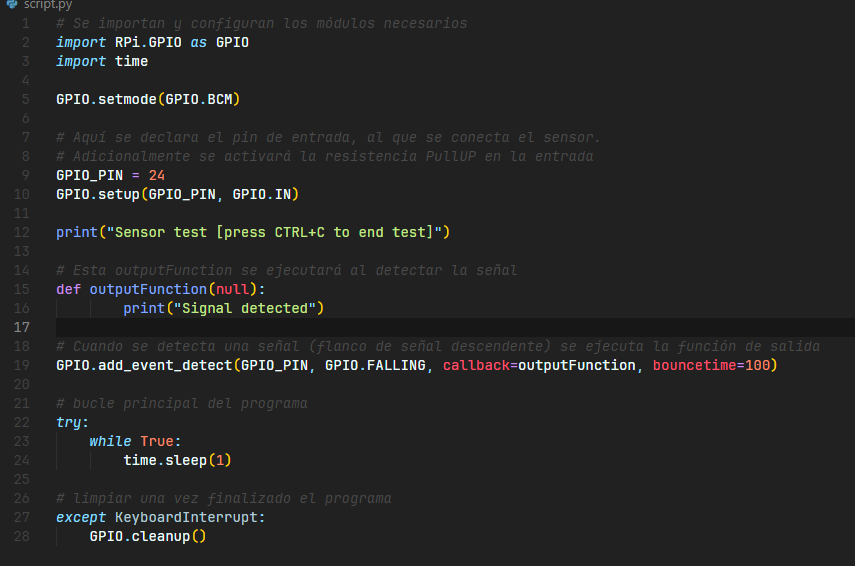 script.py
1 # Se importan y configuran los módulos necesarios
2 import RPi.GPIO as GPIO
3 import time
4
5 GPIO.setmode(GPIO.BCM)
6
7 # Aquí se declara el pin de entrada, al que se conecta el sensor.
8 # Adicionalmente se activará la resistencia PullUP en la entrada
9 GPIO_PIN = 24
10 GPIO.setup(GPIO_PIN, GPIO.IN)
11
12 print("Sensor test [press CTRL+C to end test]")
13
14 # Esta outputFunction se ejecutará al detectar la señal
15 def outputFunction(null):
16         print("Signal detected")
17
18 # Cuando se detecta una señal (flanco de señal descendente) se ejecuta la función de salida
19 GPIO.add_event_detect(GPIO_PIN, GPIO.FALLING, callback=outputFunction, bouncetime=100)
20
21 # bucle principal del programa
22 try:
23     while True:
24         time.sleep(1)
25
26 # limpiar una vez finalizado el programa
27 except KeyboardInterrupt:
28     GPIO.cleanup()